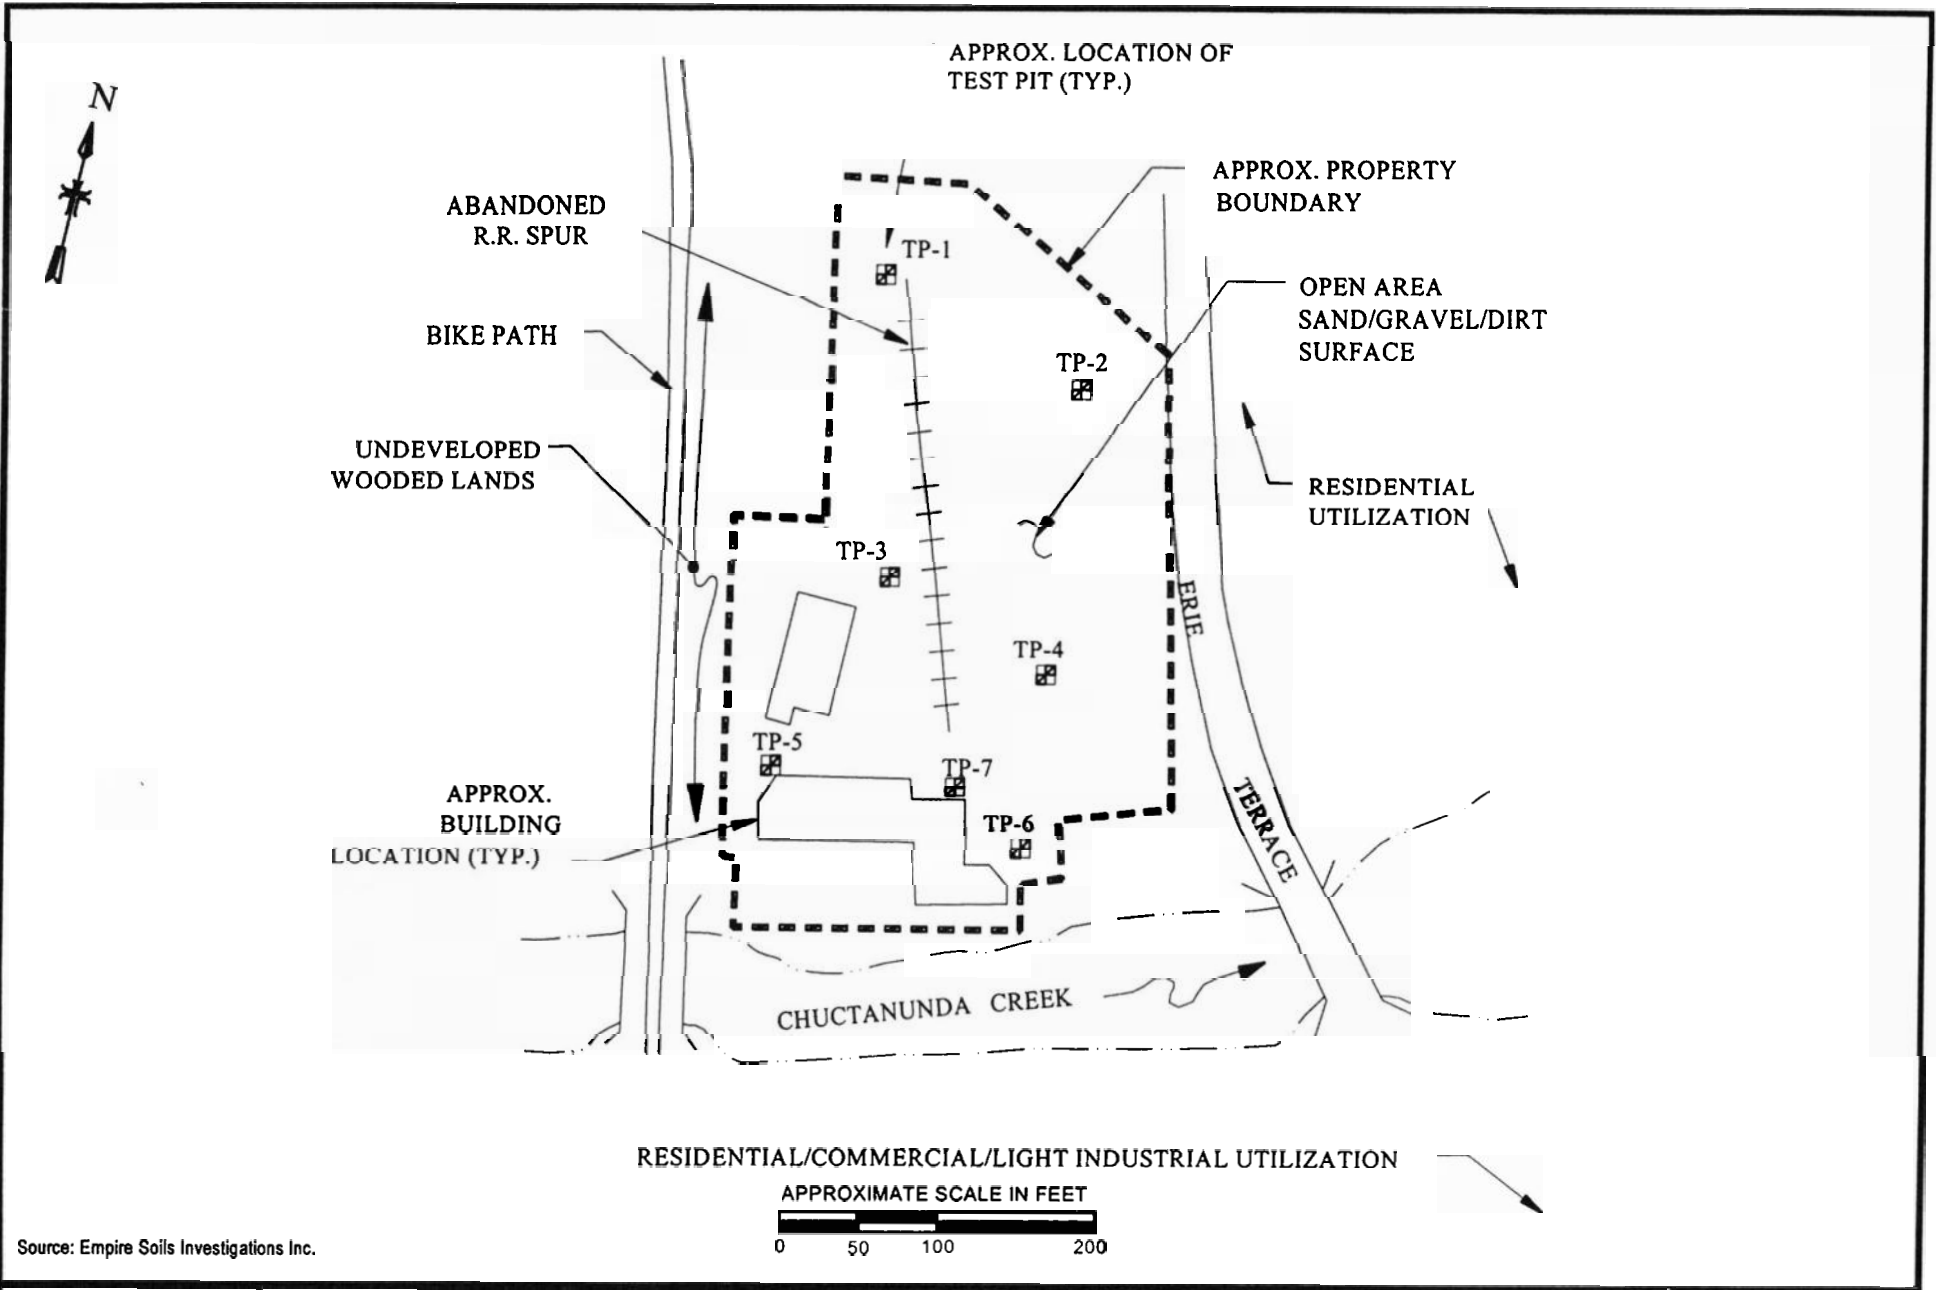 N
APPROX. LOCATION OF
TEST PIT (TYP.)
APPROX. PROPERTY
BOUNDARY
ABANDONED
R.R. SPUR
TP-1
OPEN AREA
SAND/GRAVEL/DIRT
SURFACE
BIKE PATH
TP-2
UNDEVELOPED
WOODED LANDS
RESIDENTIAL
UTILIZATION
TP-3
ERIE
TP-4
TP-5
TP-7
APPROX.
BUILDING
LOCATION (TYP.)
TP-6
TERRACE
CHUCTANUNDA CREEK
RESIDENTIAL/COMMERCIAL/LIGHT INDUSTRIAL UTILIZATION
APPROXIMATE SCALE IN FEET
0 50 100 200
Source: Empire Soils Investigations Inc.